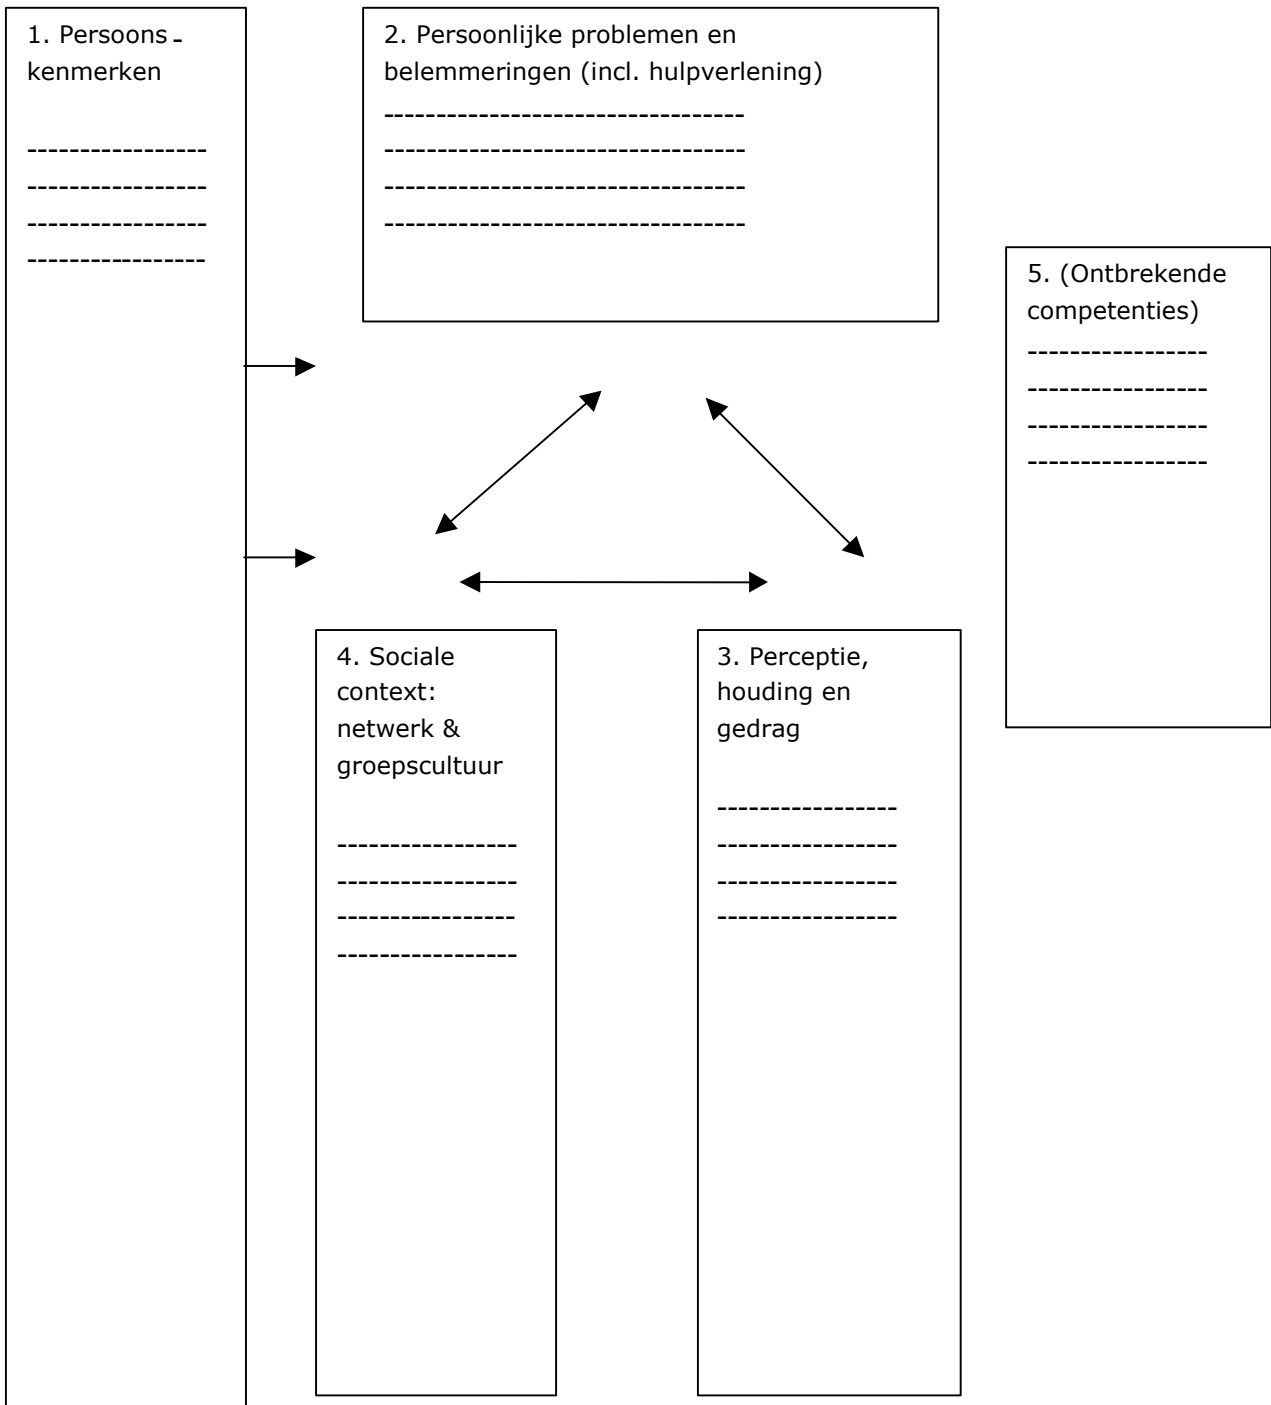 1. Persoons-
kenmerken
-----------------
-----------------
-----------------
-----------------
2. Persoonlijke problemen en
belemmeringen (incl. hulpverlening)
----------------------------------
----------------------------------
----------------------------------
----------------------------------
5. (Ontbrekende
competenties)
-----------------
-----------------
-----------------
-----------------
4. Sociale
context:
netwerk &
groepscultuur
-----------------
-----------------
-----------------
-----------------
3. Perceptie,
houding en
gedrag
-----------------
-----------------
-----------------
-----------------